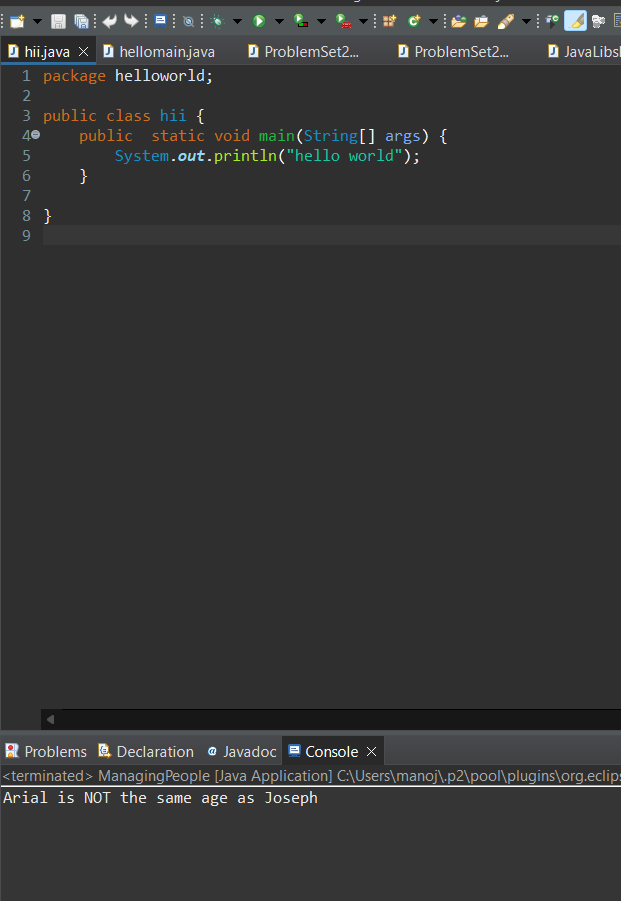 hii.java hellomain.java ProblemSet2... ProblemSet2... JavaLibs
1 package helloworld;
2
3 public class hii {
4 public  static void main(String[] args) {
5 System.out.println("hello world");
6 }
7
8 }
9
Problems Declaration Javadoc Console
<terminated> ManagingPeople [Java Application] C:\Users\manoj\.p2\pool\plugins\org.eclips
Arial is NOT the same age as Joseph